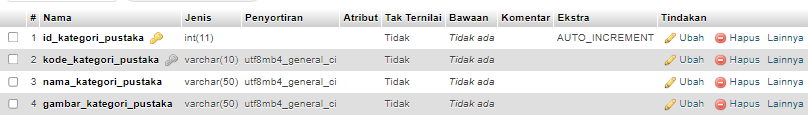 # Nama Jenis Penyortiran Atribut Tak Ternilai Bawaan Komentar Ekstra Tindakan
1 id_kategori_pustaka int(11) Tidak Tidak ada AUTO_INCREMENT Ubah Hapus Lainnya
2 kode_kategori_pustaka varchar(10) utf8mb4_general_ci Tidak Tidak ada Ubah Hapus Lainnya
3 nama_kategori_pustaka varchar(50) utf8mb4_general_ci Tidak Tidak ada Ubah Hapus Lainnya
4 gambar_kategori_pustaka varchar(50) utf8mb4_general_ci Tidak Tidak ada Ubah Hapus Lainnya